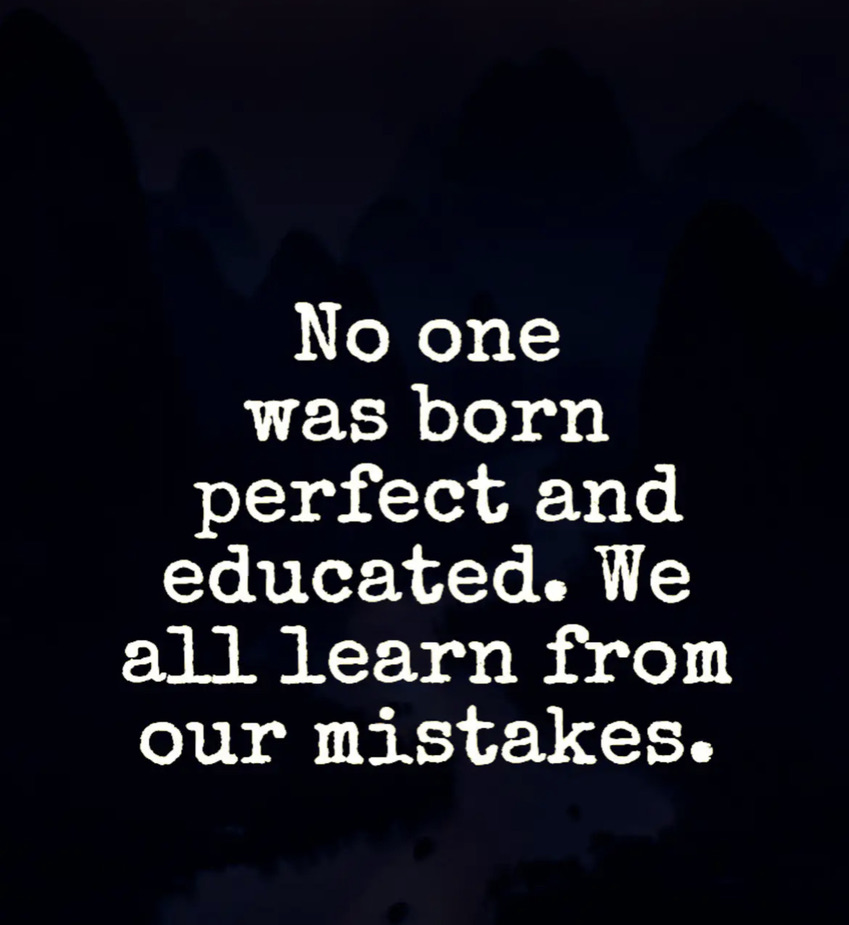 No one
was born
perfect and
educated. We
all learn from
our mistakes.